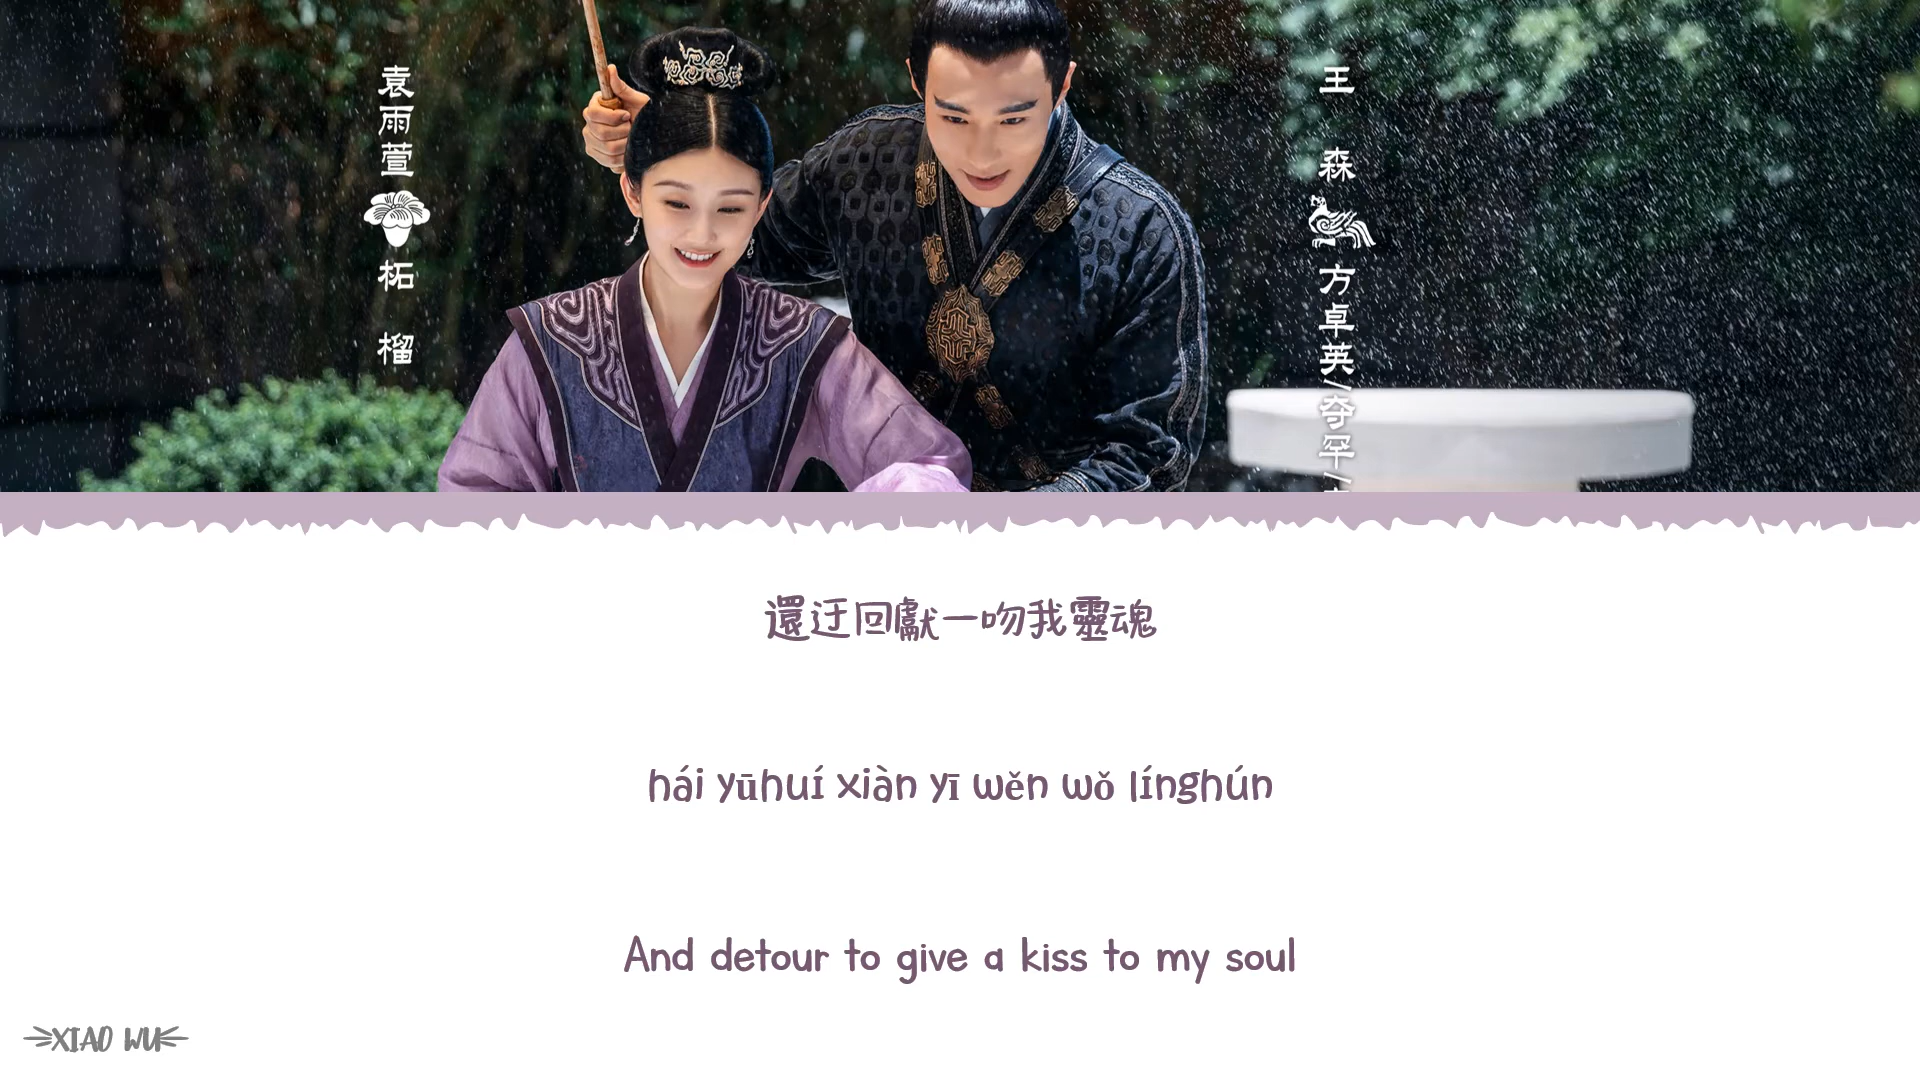 袁雨萱
柘榴
王森
方卓英/夺罕/
還迂回獻一吻我靈魂
hái yūhuí xiàn yī wěn wǒ línghún
And detour to give a kiss to my soul
XIAO WU